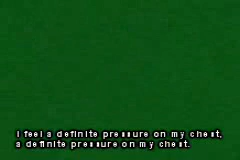 I feel a definite pressure on my chest,
a definite pressure on my chest.